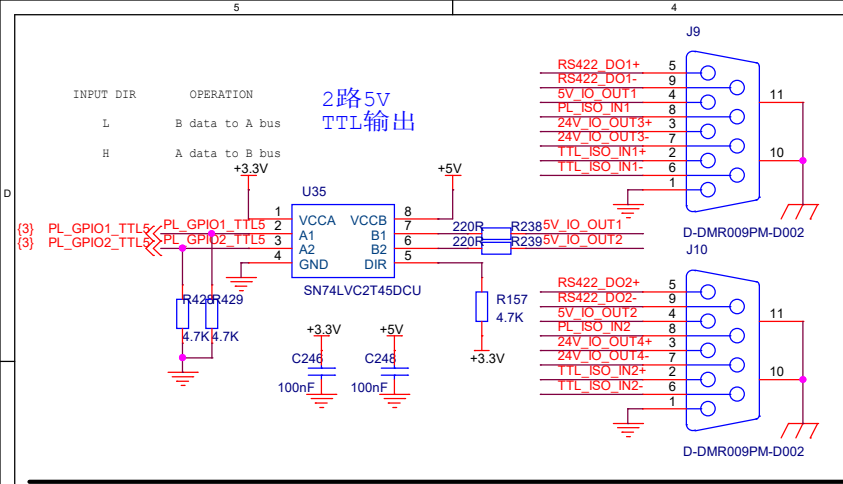 5
4
J9
RS422_DO1+ 5
RS422_DO1- 9
5V_IO_OUT1 4
PL_ISO_IN1 8
24V_IO_OUT3+ 3
24V_IO_OUT3- 7
TTL_ISO_IN1+ 2
TTL_ISO_IN1- 6
1
11
10
D-DMR009PM-D002
INPUT DIR OPERATION
L B data to A bus
H A data to B bus
2路5V
TTL输出
D
+3.3V
+5V
U35
{3} PL_GPIO1_TTL5 PL_GPIO1_TTL5
{3} PL_GPIO2_TTL5 PL_GPIO2_TTL5
1 VCCA VCCB 8
2 A1 B1 7
3 A2 B2 6
4 GND DIR 5
SN74LVC2T45DCU
220R R238 5V_IO_OUT1
220R R239 5V_IO_OUT2
R428 R429
4.7K 4.7K
R157
4.7K
+3.3V
+3.3V +5V
C246 C248
100nF 100nF
J10
RS422_DO2+ 5
RS422_DO2- 9
5V_IO_OUT2 4
PL_ISO_IN2 8
24V_IO_OUT4+ 3
24V_IO_OUT4- 7
TTL_ISO_IN2+ 2
TTL_ISO_IN2- 6
1
11
10
D-DMR009PM-D002